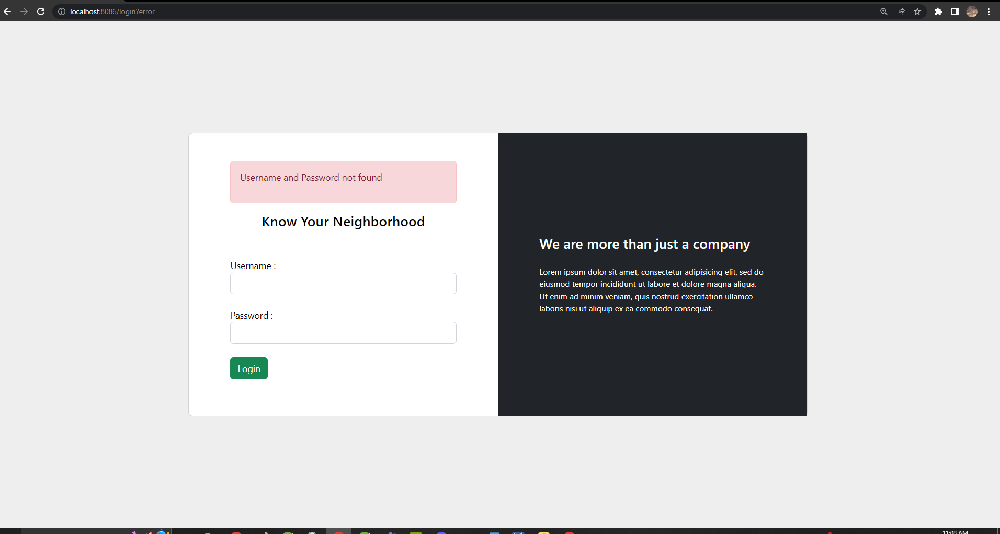 localhost:8086/login?error
Username and Password not found
Know Your Neighborhood
Username :
Password :
Login
We are more than just a company
Lorem ipsum dolor sit amet, consectetur adipisicing elit, sed do
eiusmod tempor incididunt ut labore et dolore magna aliqua.
Ut enim ad minim veniam, quis nostrud exercitation ullamco
laboris nisi ut aliquip ex ea commodo consequat.
11:08 AM